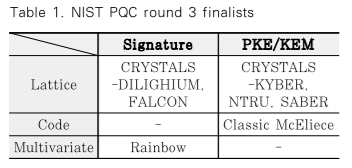 Table 1. NIST PQC round 3 finalists
Signature PKE/KEM
Lattice CRYSTALS -DILIGHIUM, FALCON CRYSTALS -KYBER, NTRU, SABER
Code - Classic McEliece
Multivariate Rainbow -